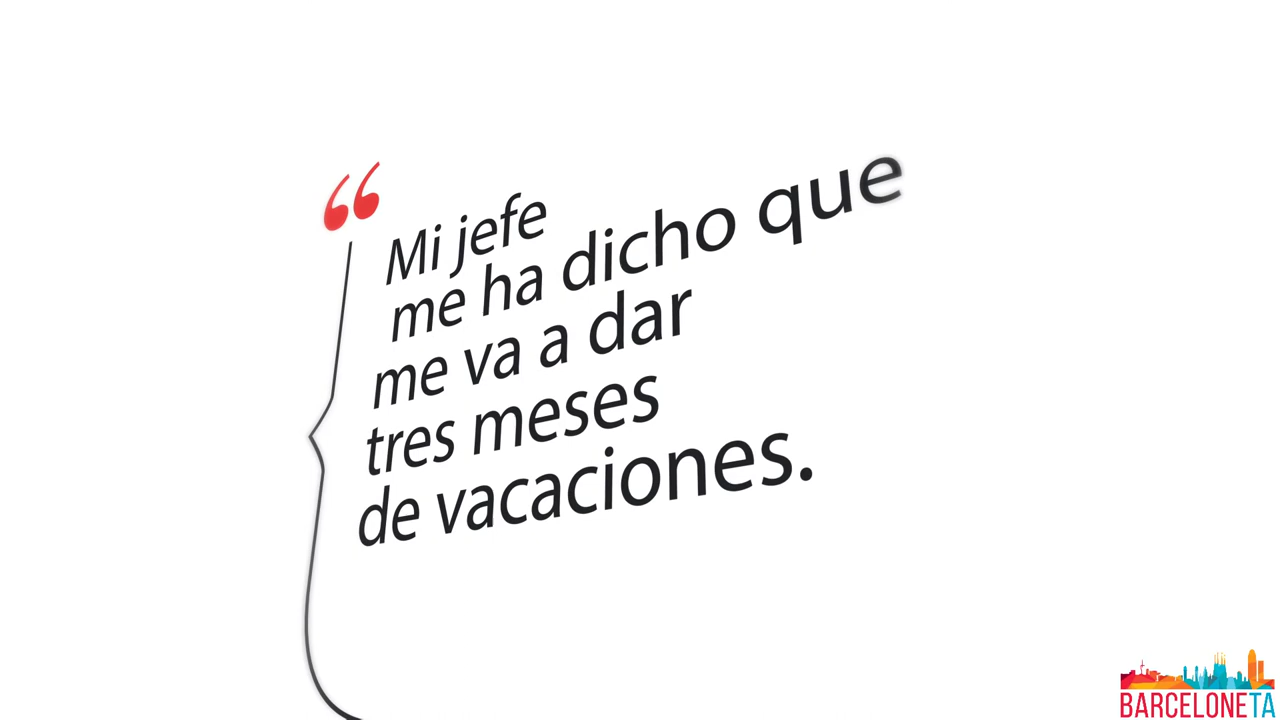 “
Mi jefe
me ha dicho que
me va a dar
tres meses
de vacaciones.
BARCELONETA